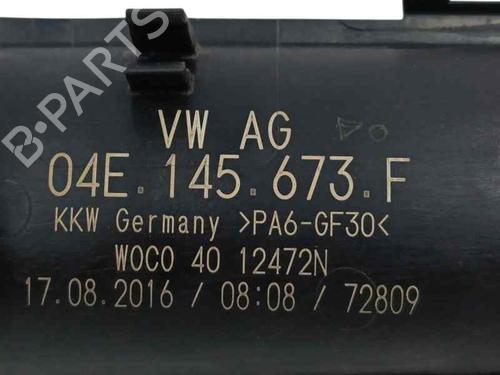 B-PARTS
VW AG
04E.145.673.F
KKW Germany >PA6-GF30<
WOCO 40 12472N
17.08.2016 / 08:08 / 72809